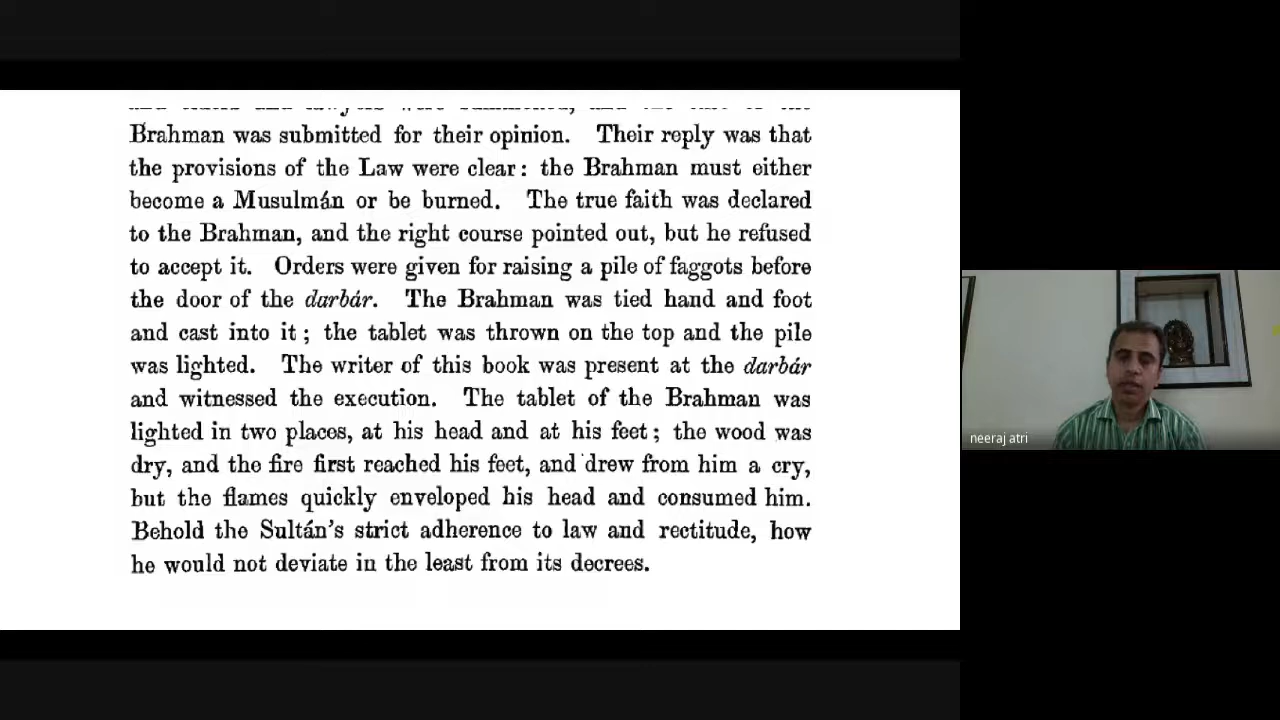 Brahman was submitted for their opinion. Their reply was that
the provisions of the Law were clear: the Brahman must either
become a Musulmán or be burned. The true faith was declared
to the Brahman, and the right course pointed out, but he refused
to accept it. Orders were given for raising a pile of faggots before
the door of the darbár. The Brahman was tied hand and foot
and cast into it; the tablet was thrown on the top and the pile
was lighted. The writer of this book was present at the darbár
and witnessed the execution. The tablet of the Brahman was
lighted in two places, at his head and at his feet; the wood was
dry, and the fire first reached his feet, and drew from him a cry,
but the flames quickly enveloped his head and consumed him.
Behold the Sultán's strict adherence to law and rectitude, how
he would not deviate in the least from its decrees.
neeraj atri